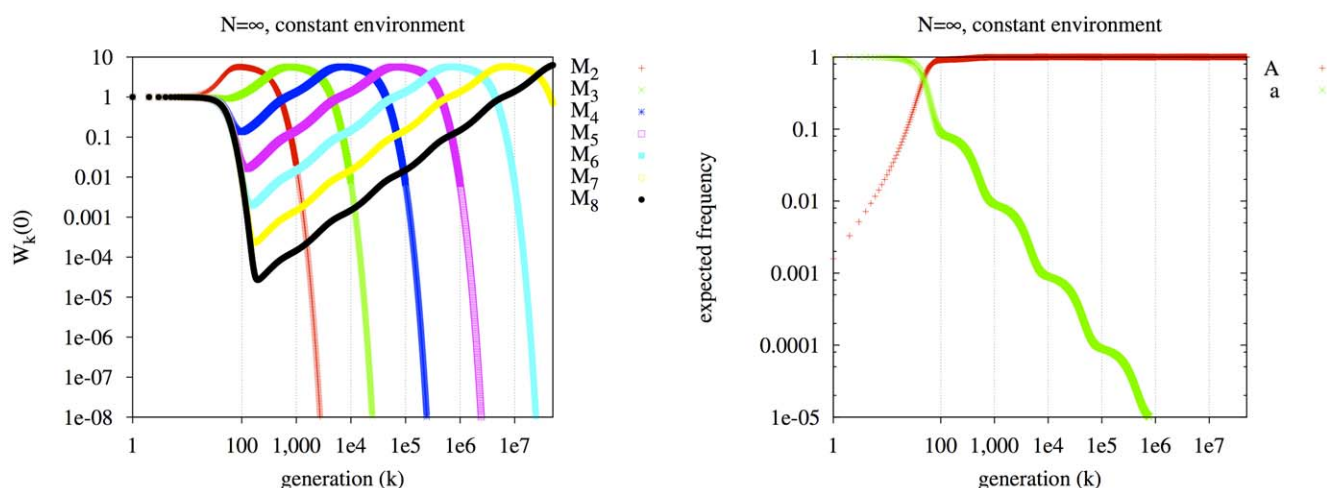 N=∞, constant environment
10
1
0.1
0.01
0.001
1e-04
1e-05
1e-06
1e-07
1e-08
W_k(0)
1
100
1,000
1e4
1e5
1e6
1e7
generation (k)
M_2
M_3
M_4
M_5
M_6
M_7
M_8
N=∞, constant environment
1
0.1
0.01
0.001
0.0001
1e-05
expected frequency
1
100
1,000
1e4
1e5
1e6
1e7
generation (k)
A
a